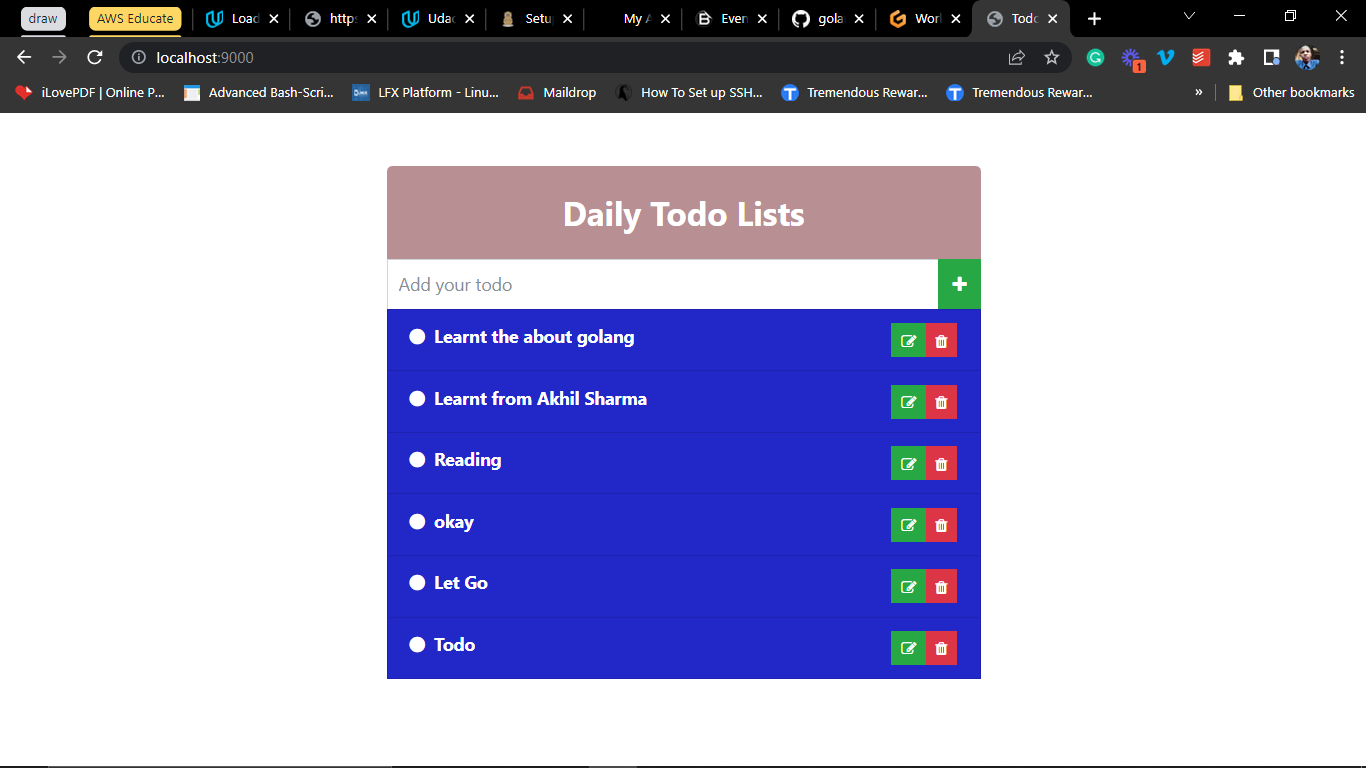 draw
AWS Educate
Load
https
Udac
Setu
My A
Even
gola
Worl
Todo
localhost:9000
1
iLovePDF | Online P...
Advanced Bash-Scri...
LFX Platform - Linu...
Maildrop
How To Set up SSH...
Tremendous Rewar...
Tremendous Rewar...
»
Other bookmarks
Daily Todo Lists
Add your todo
Learnt the about golang
Learnt from Akhil Sharma
Reading
okay
Let Go
Todo